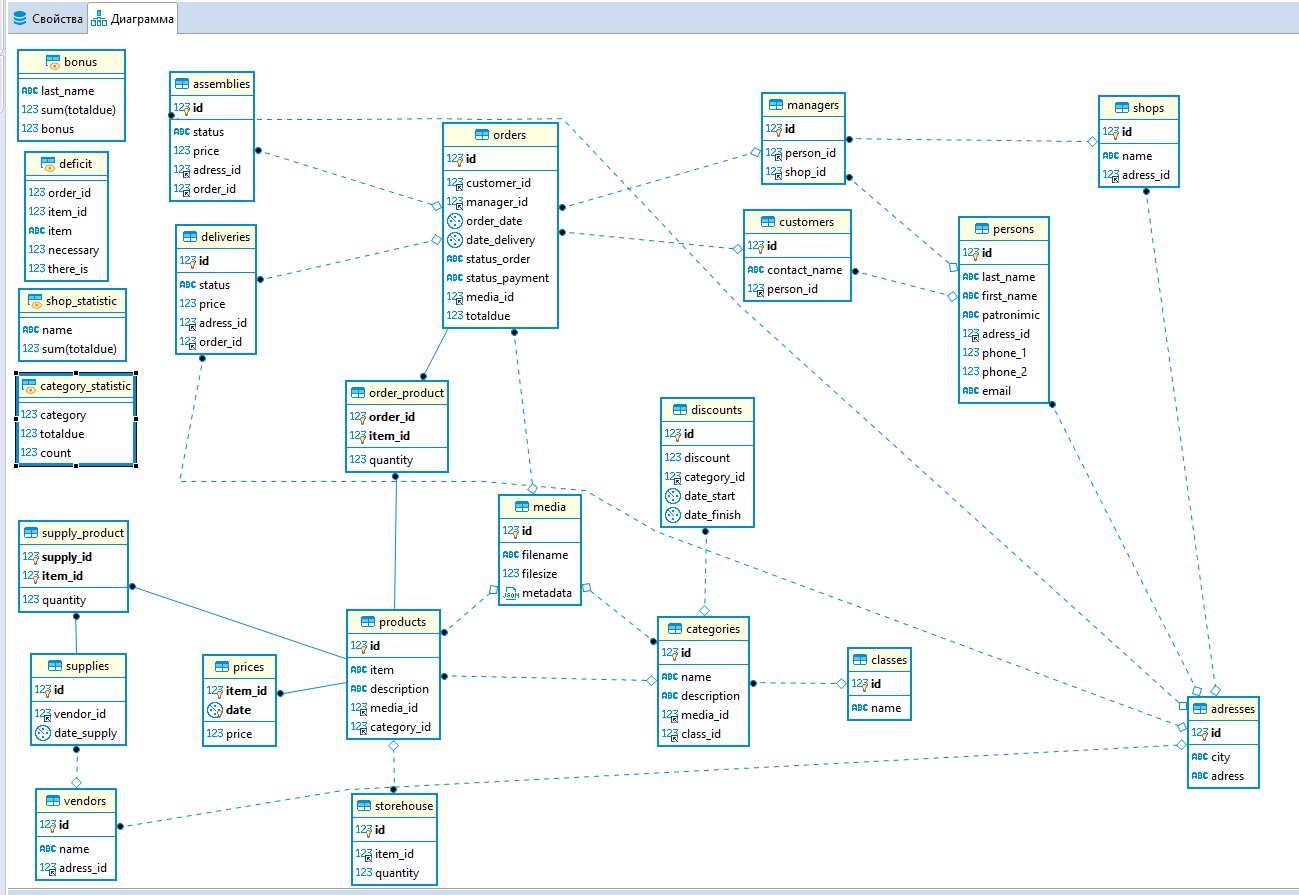 Свойства
Диаграмма
bonus
ABC last_name
123 sum(totaldue)
123 bonus
deficit
123 order_id
123 item_id
ABC item
123 necessary
123 there_is
shop_statistic
ABC name
123 sum(totaldue)
category_statistic
123 category
123 totaldue
123 count
assemblies
123 id
ABC status
123 price
123 adress_id
123 order_id
deliveries
123 id
ABC status
123 price
123 adress_id
123 order_id
orders
123 id
123 customer_id
123 manager_id
order_date
date_delivery
ABC status_order
ABC status_payment
123 media_id
123 totaldue
managers
123 id
123 person_id
123 shop_id
customers
123 id
ABC contact_name
123 person_id
shops
123 id
ABC name
123 adress_id
persons
123 id
ABC last_name
ABC first_name
ABC patronimic
123 adress_id
123 phone_1
123 phone_2
ABC email
order_product
123 order_id
123 item_id
123 quantity
discounts
123 id
123 discount
123 category_id
date_start
date_finish
media
123 id
ABC filename
123 filesize
JSON metadata
supply_product
123 supply_id
123 item_id
123 quantity
supplies
123 id
123 vendor_id
date_supply
prices
123 item_id
date
123 price
products
123 id
ABC item
ABC description
123 media_id
123 category_id
categories
123 id
ABC name
ABC description
123 media_id
123 class_id
classes
123 id
ABC name
adresses
123 id
ABC city
ABC adress
vendors
123 id
ABC name
123 adress_id
storehouse
123 id
123 item_id
123 quantity